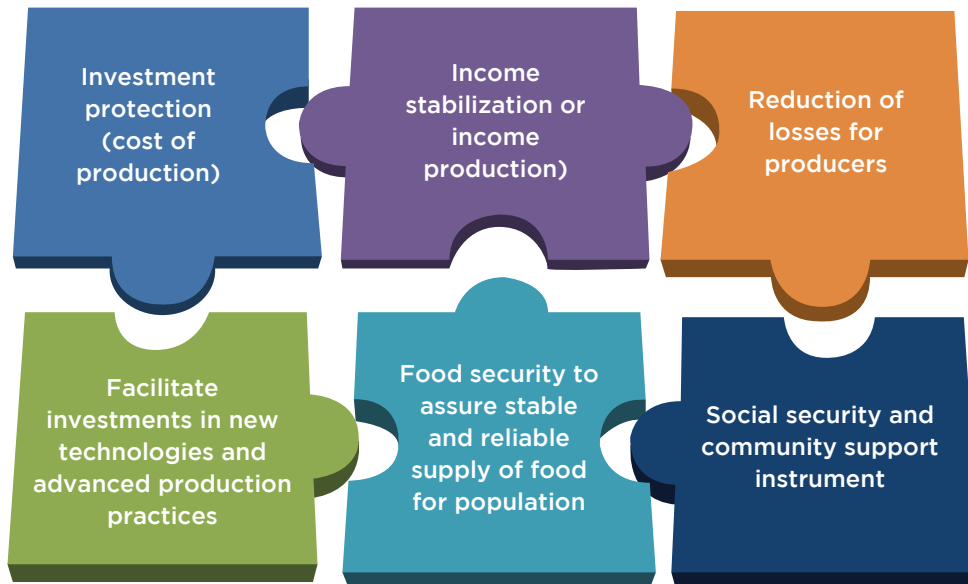 Investment
protection
(cost of
production)
Income
stabilization or
income
production)
Reduction of
losses for
producers
Facilitate
investments in new
technologies and
advanced production
practices
Food security to
assure stable
and reliable
supply of food
for population
Social security and
community support
instrument